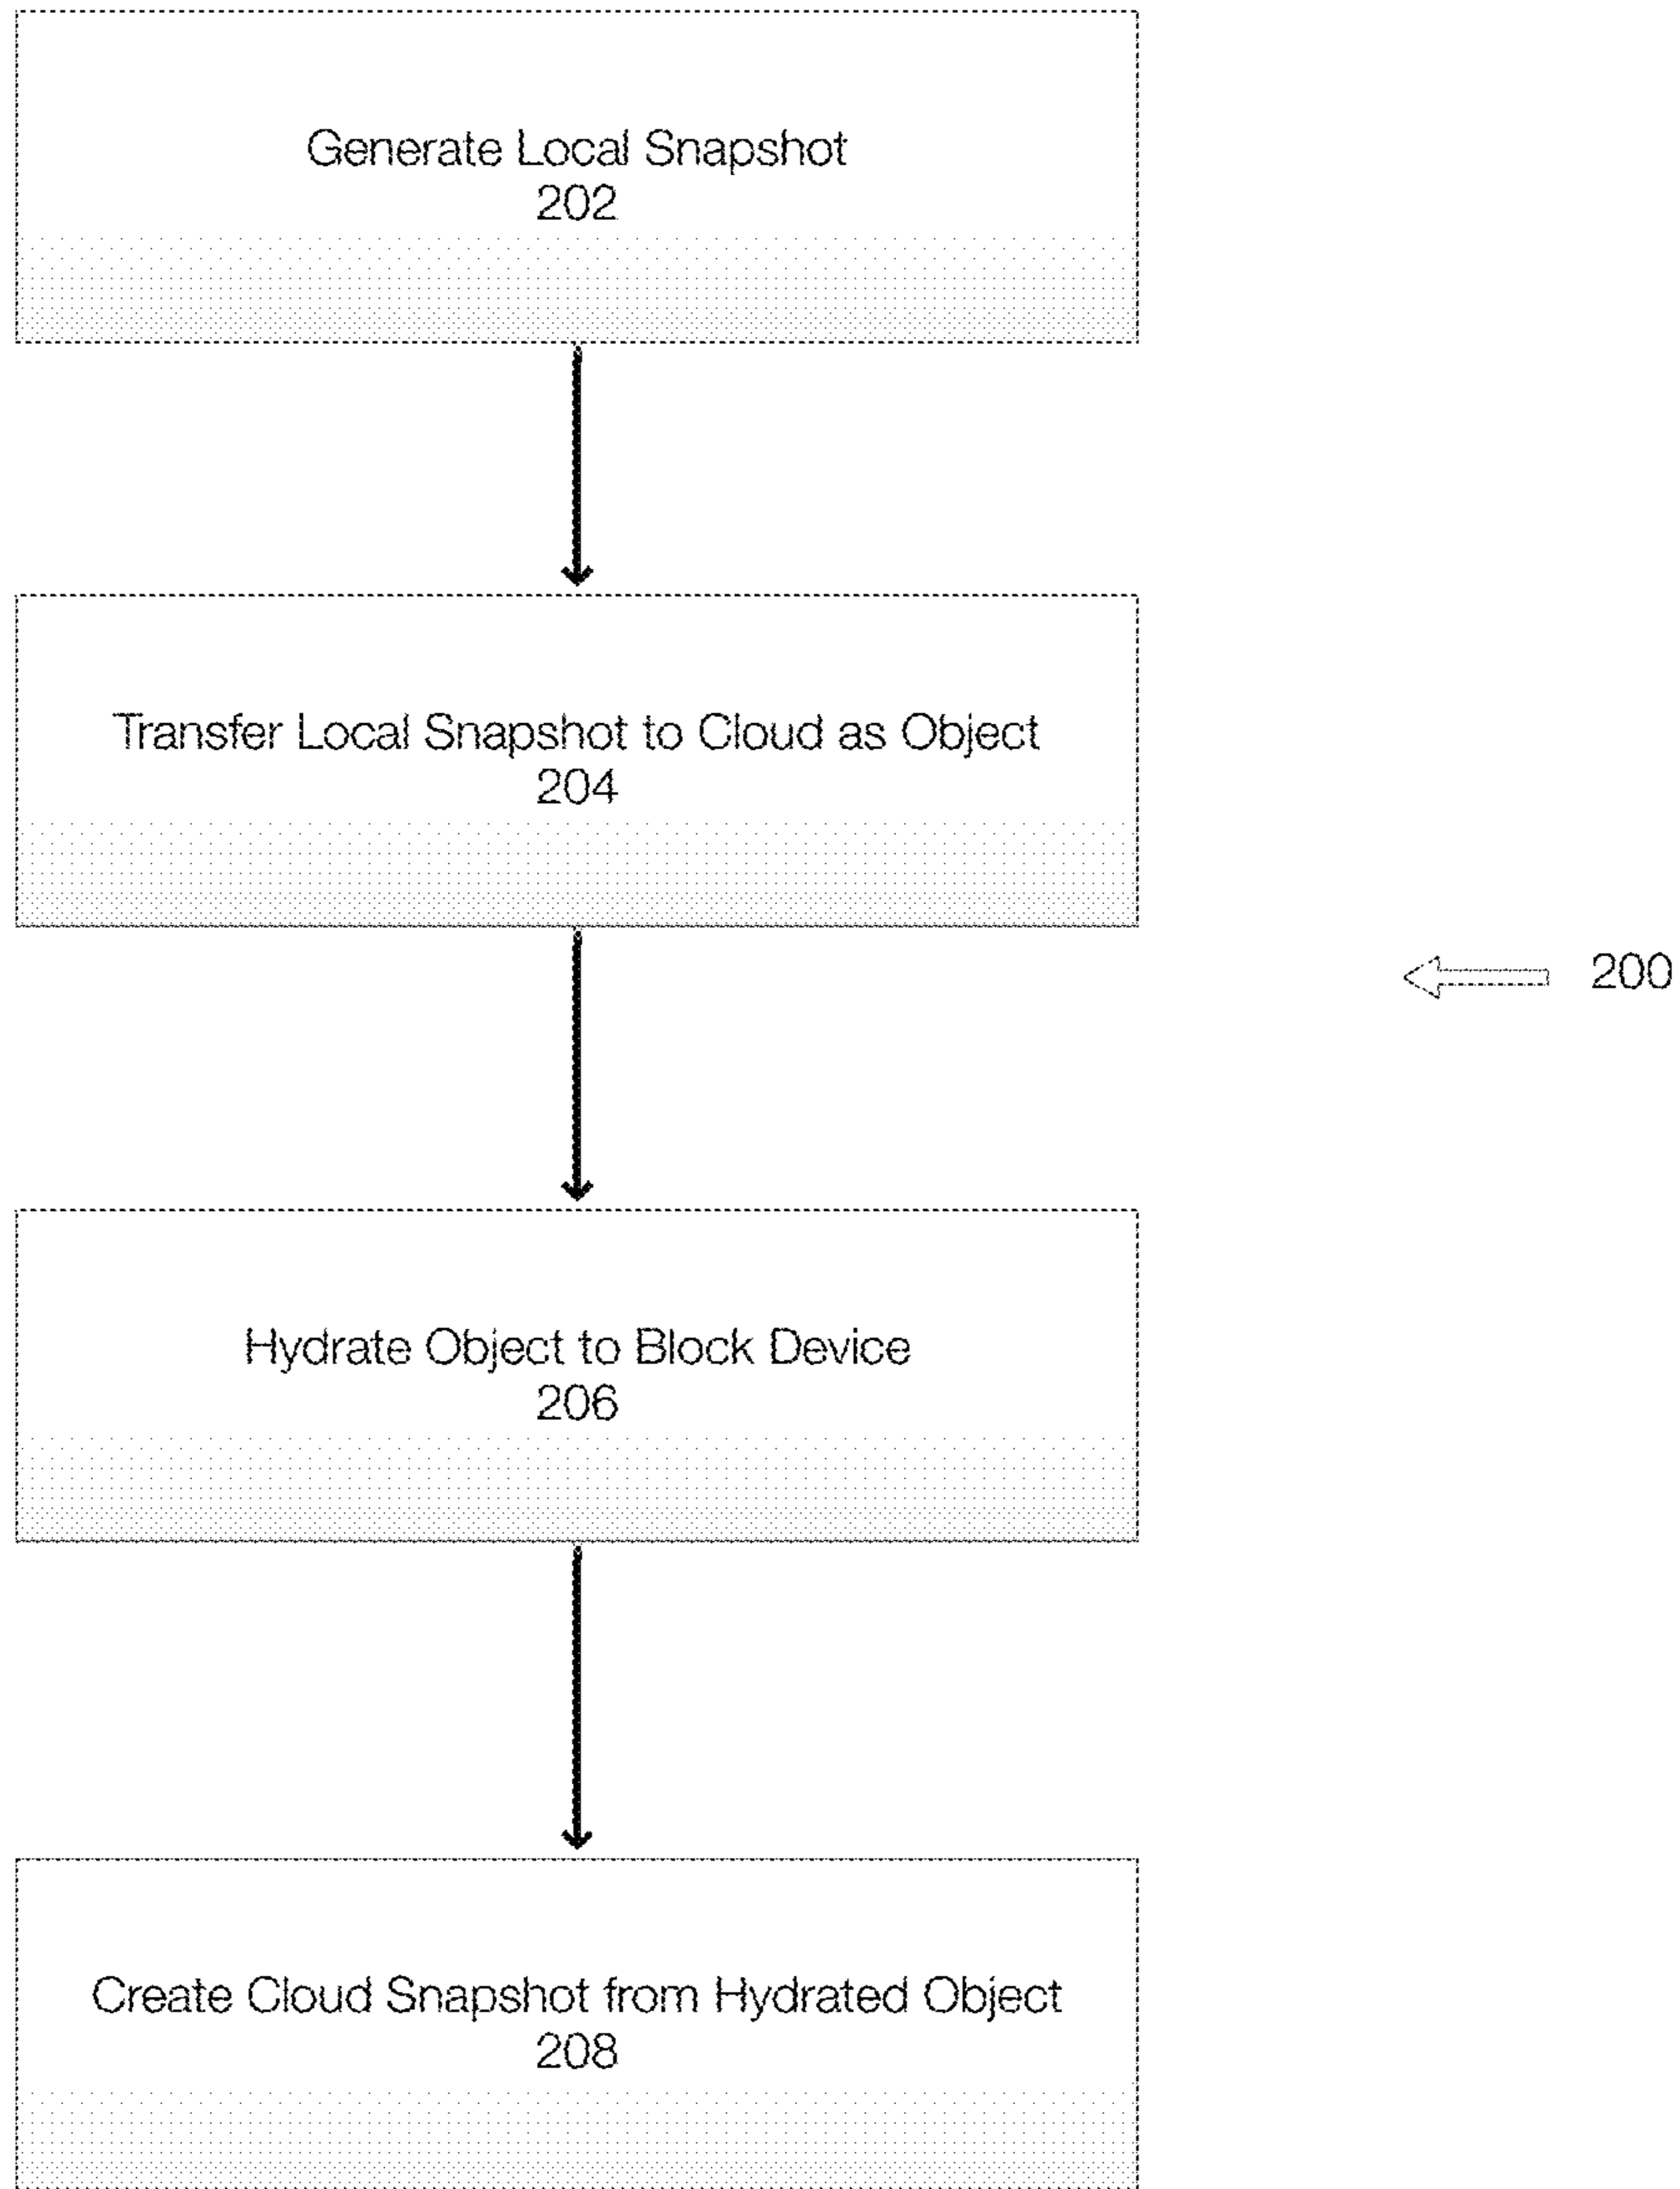 Generate Local Snapshot
202
Transfer Local Snapshot to Cloud as Object
204
200
Hydrate Object to Block Device
206
Create Cloud Snapshot from Hydrated Object
208